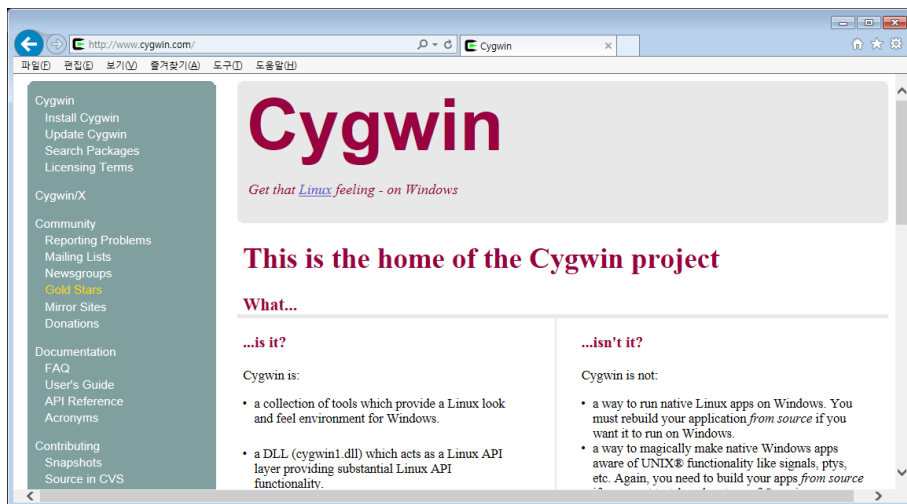 http://www.cygwin.com/
Cygwin
파일(F) 편집(E) 보기(V) 즐겨찾기(A) 도구(T) 도움말(H)
Cygwin
Install Cygwin
Update Cygwin
Search Packages
Licensing Terms
Cygwin/X
Community
Reporting Problems
Mailing Lists
Newsgroups
Gold Stars
Mirror Sites
Donations
Documentation
FAQ
User's Guide
API Reference
Acronyms
Contributing
Snapshots
Source in CVS
Cygwin
Get that Linux feeling - on Windows
This is the home of the Cygwin project
What...
...is it?
Cygwin is:
• a collection of tools which provide a Linux look
and feel environment for Windows.
• a DLL (cygwin1.dll) which acts as a Linux API
layer providing substantial Linux API
functionality.
...isn't it?
Cygwin is not:
• a way to run native Linux apps on Windows. You
must rebuild your application from source if you
want it to run on Windows.
• a way to magically make native Windows apps
aware of UNIX® functionality like signals, ptys,
etc. Again, you need to build your apps from source